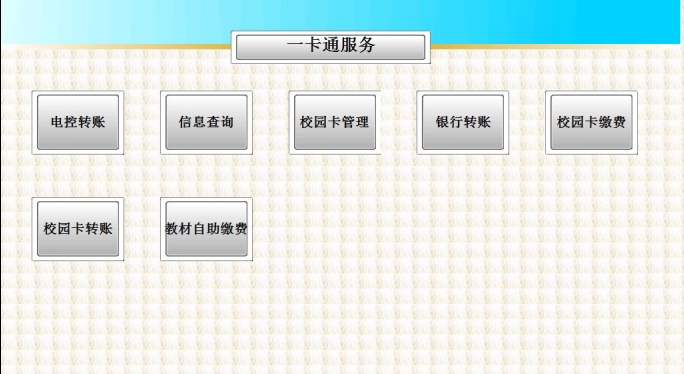 一卡通服务
电控转账
信息查询
校园卡管理
银行转账
校园卡缴费
校园卡转账
教材自助缴费